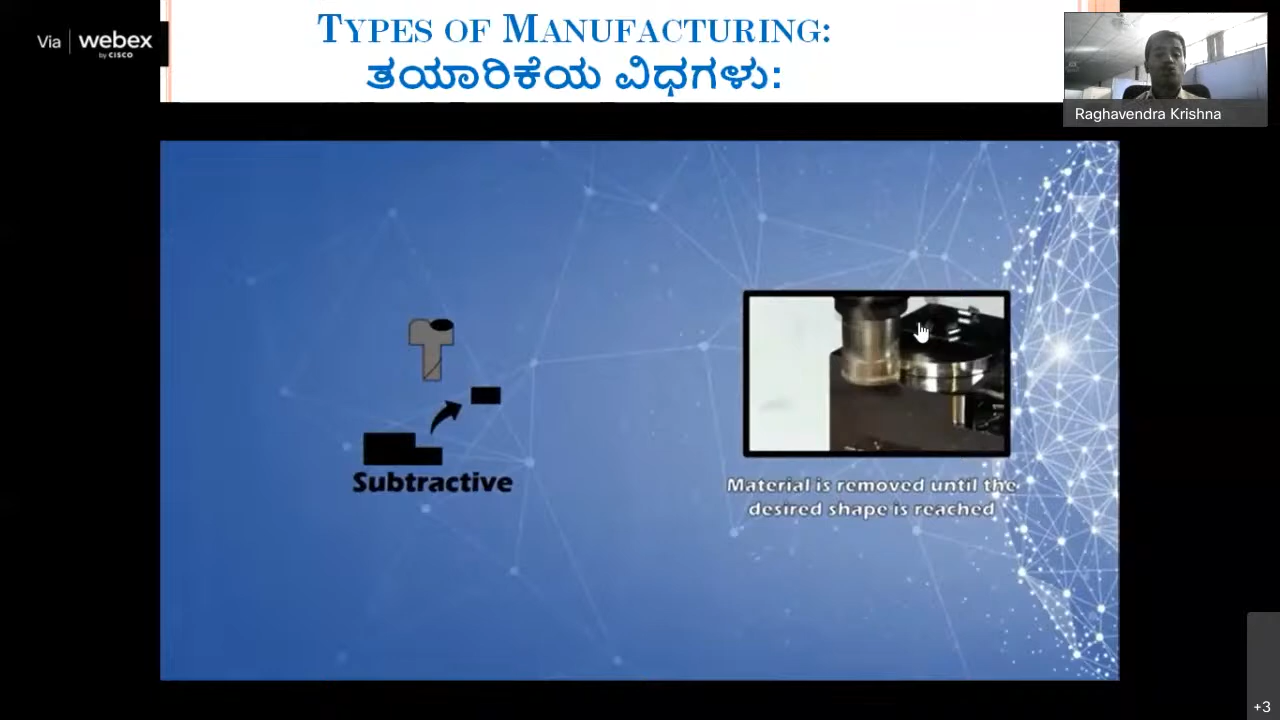 TYPES OF MANUFACTURING:
ತಯಾರಿಕೆಯ ವಿಧಗಳು:
Via webex
by CISCO
Raghavendra Krishna
Subtractive
Material is removed until the
desired shape is reached
+3